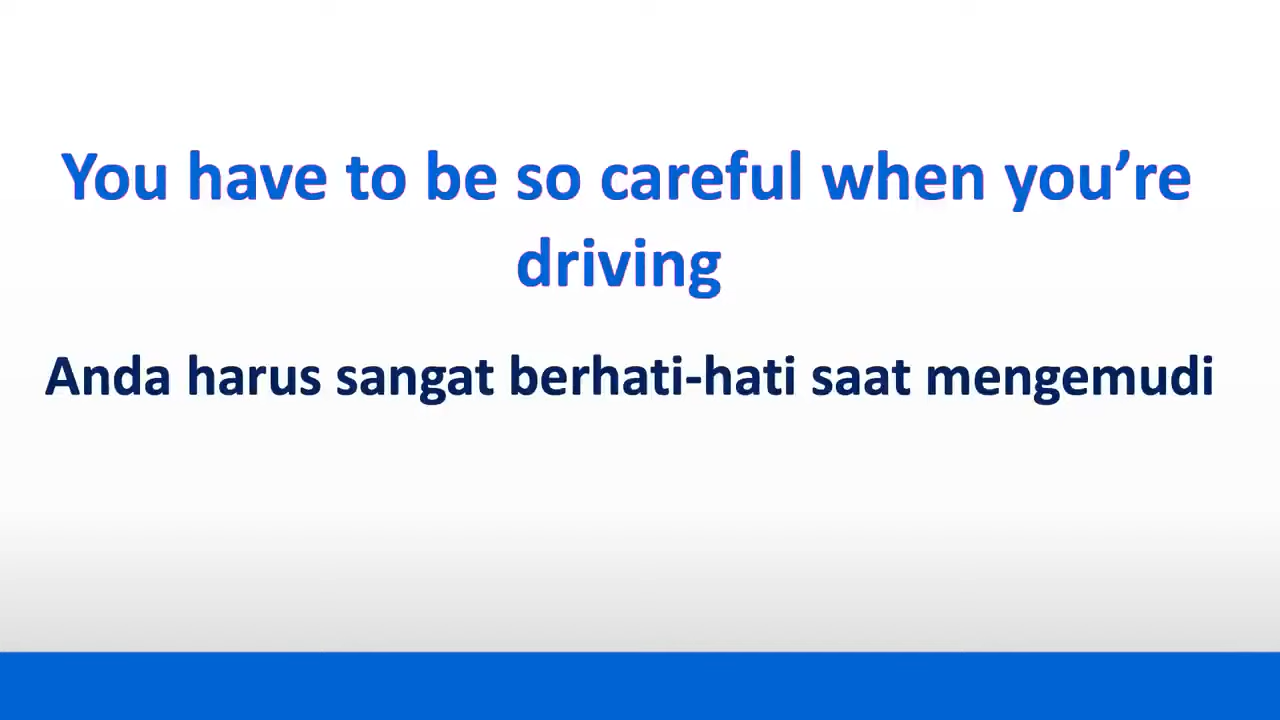 You have to be so careful when you’re
driving
Anda harus sangat berhati-hati saat mengemudi